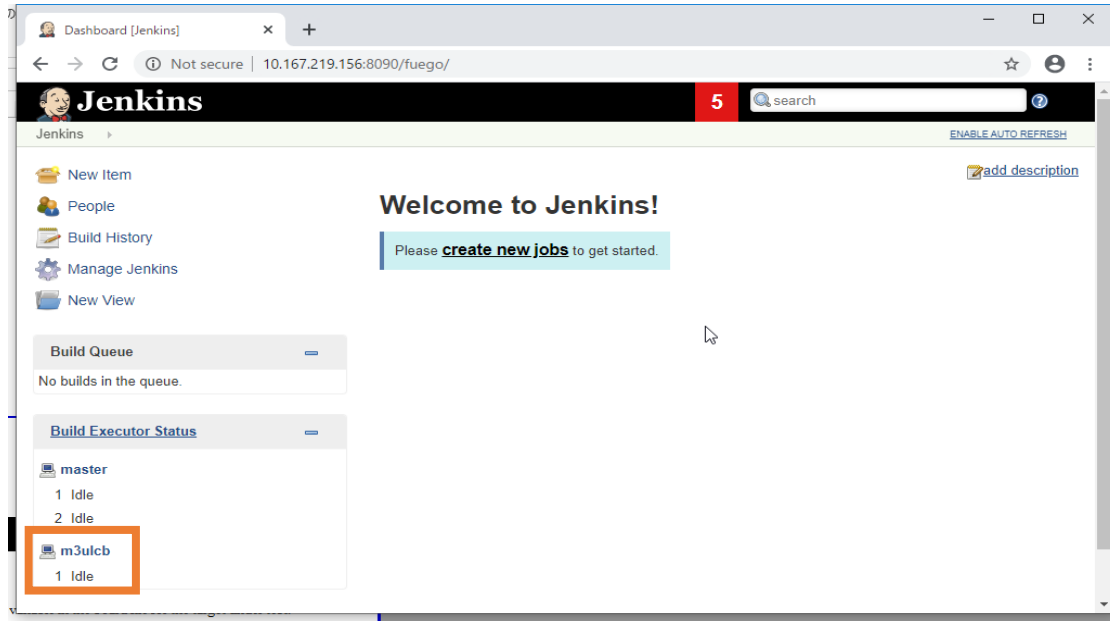 の
Dashboard [Jenkins]
Not secure | 10.167.219.156:8090/fuego/
Jenkins
5
search
Jenkins
ENABLE AUTO REFRESH
New Item
People
Build History
Manage Jenkins
New View
add description
Welcome to Jenkins!
Please create new jobs to get started.
Build Queue
No builds in the queue.
Build Executor Status
master
1 Idle
2 Idle
m3ulcb
1 Idle